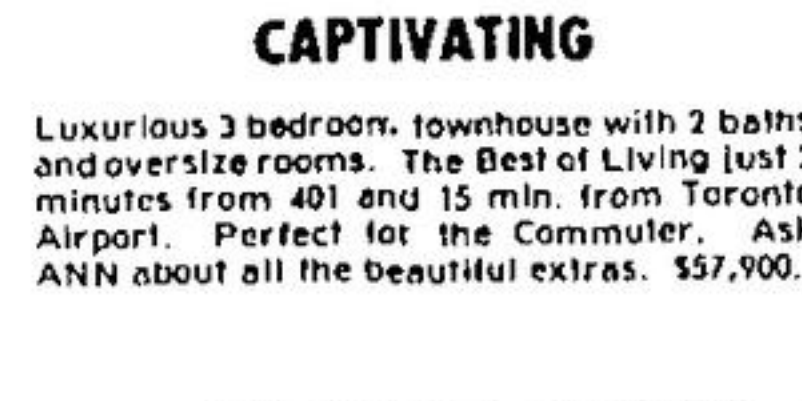 CAPTIVATING
Luxurious 3 bedroom, townhouse with 2 baths
and oversize rooms. The Best of Living just
minutes from 401 and 15 min. from Toronto
Airport. Perfect for the Commuter. Ask
ANN about all the beautiful extras. $57,900.